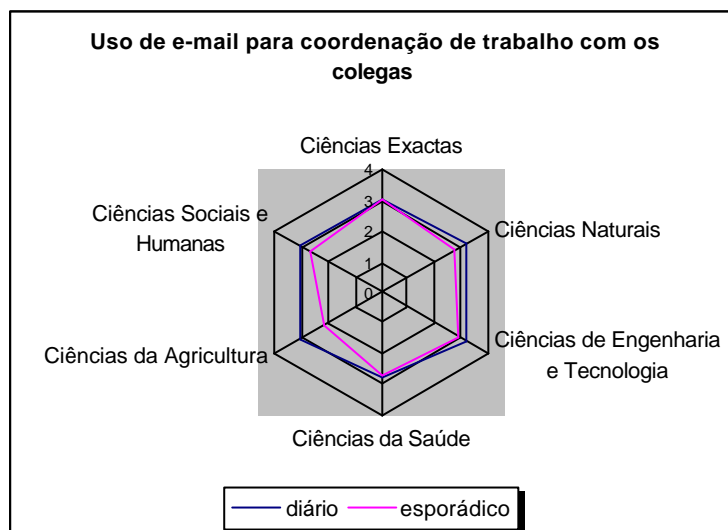 Uso de e-mail para coordenação de trabalho com os
colegas
Ciências Exactas
4
3
2
1
0
Ciências Sociais e
Humanas
Ciências Naturais
Ciências da Agricultura
Ciências de Engenharia
e Tecnologia
Ciências da Saúde
diário
esporádico